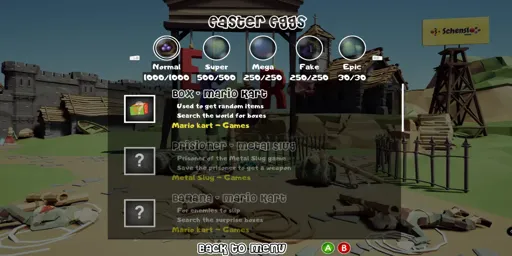 Easter Eggs
Normal Super Mega Fake Epic
1000/1000 500/500 250/250 250/250 30/30
Box - Mario Kart
Used to get random items
Search the world for boxes
Mario kart - Games
Prisioner - Metal Slug
Prisoner of the Metal Slug game
Save the prisoner to get a weapon
Metal Slug - Games
Banana - Mario Kart
For enemies to slip
Search the surprise boxes
Mario kart - Games
Back to Menu A B